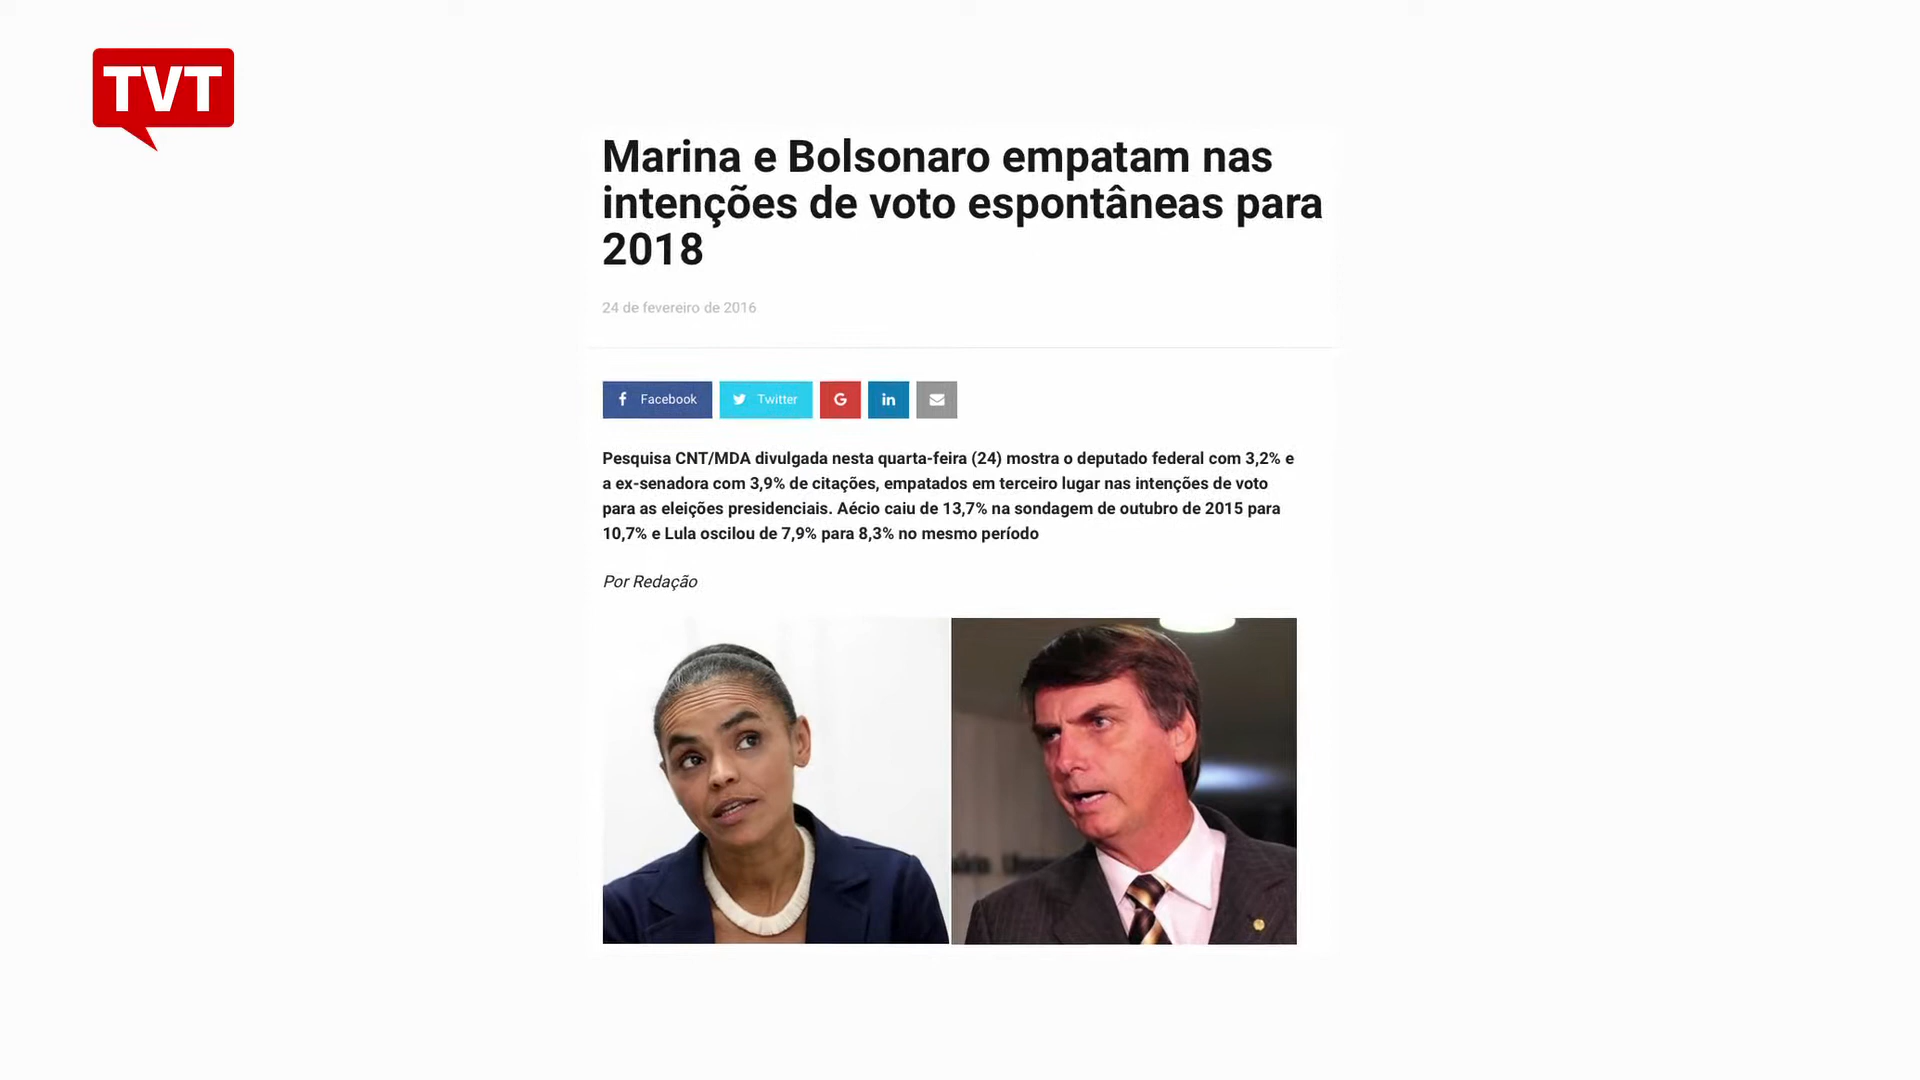 TVT
Marina e Bolsonaro empatam nas
intenções de voto espontâneas para
2018
24 de fevereiro de 2016
Facebook
Twitter
G
in
Pesquisa CNT/MDA divulgada nesta quarta-feira (24) mostra o deputado federal com 3,2% e
a ex-senadora com 3,9% de citações, empatados em terceiro lugar nas intenções de voto
para as eleições presidenciais. Aécio caiu de 13,7% na sondagem de outubro de 2015 para
10,7% e Lula oscilou de 7,9% para 8,3% no mesmo período
Por Redação